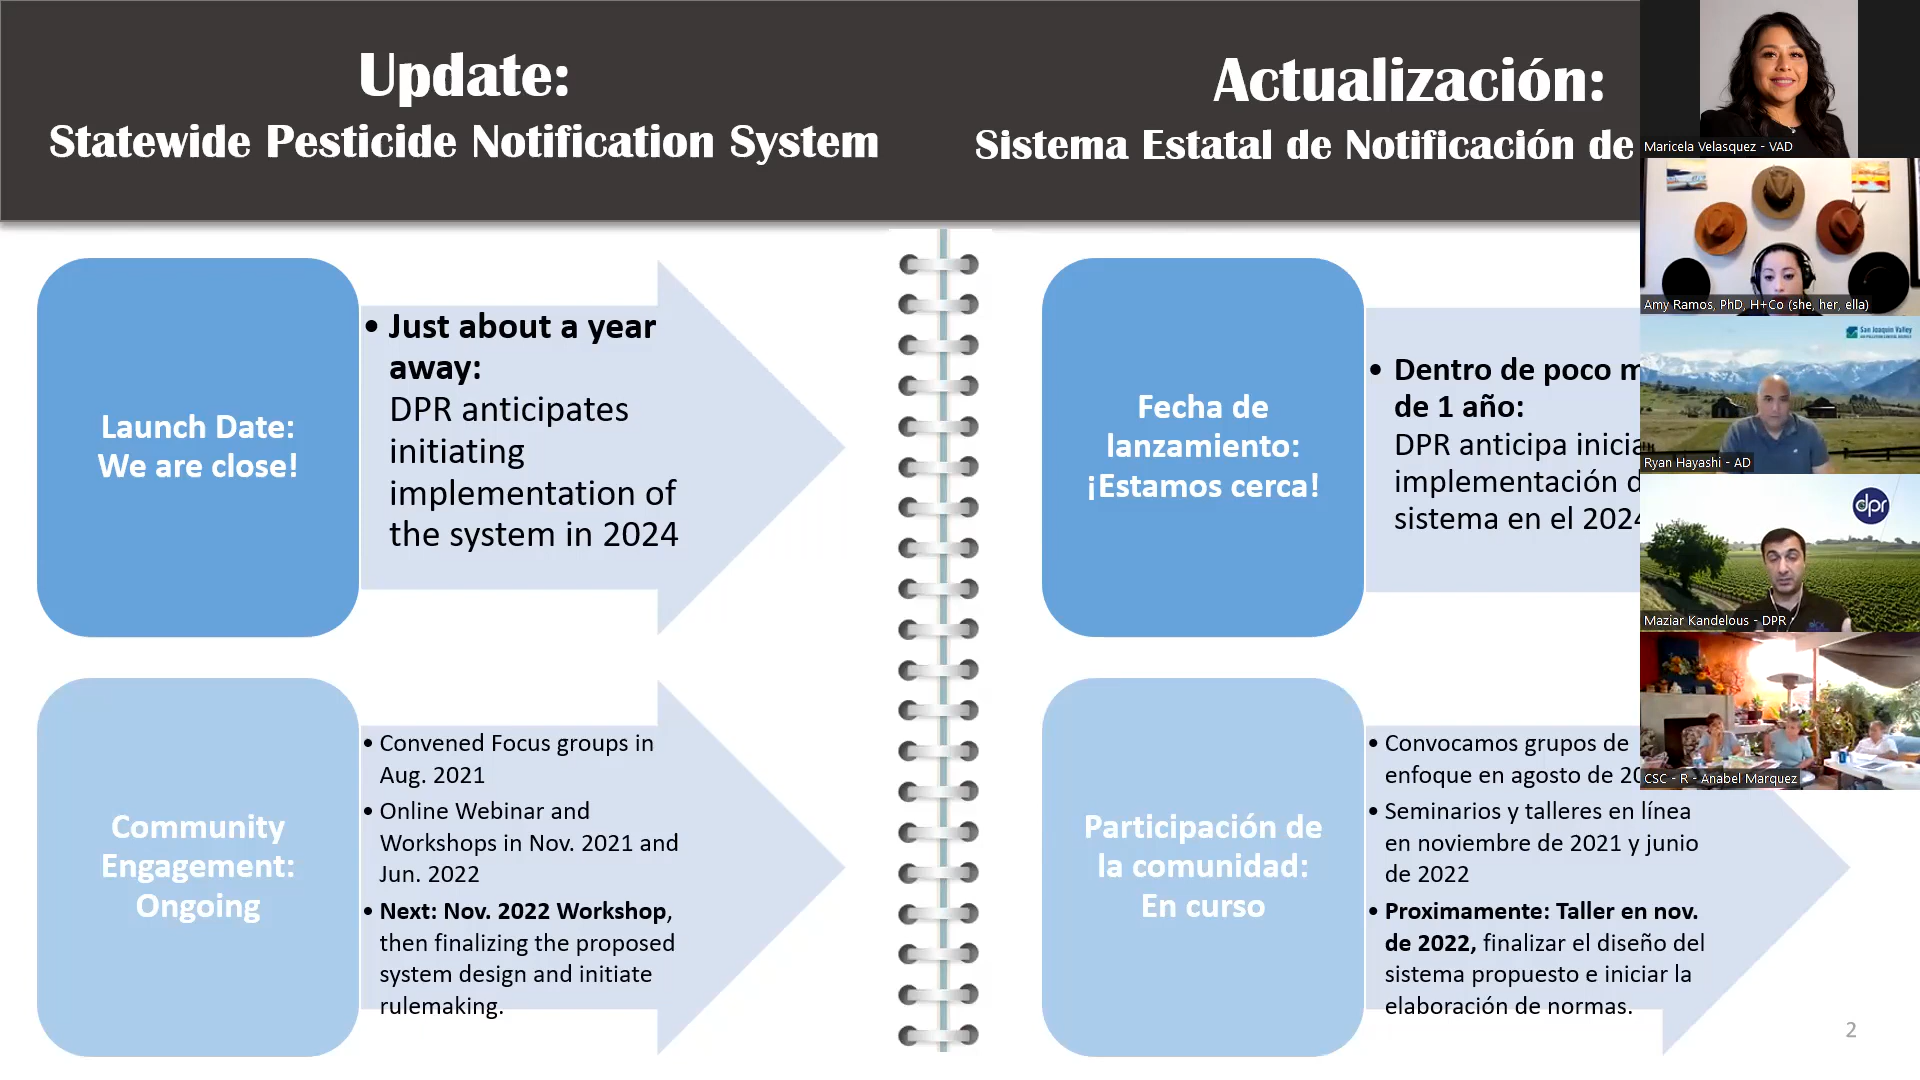 Update:
Statewide Pesticide Notification System
Launch Date:
We are close!
• Just about a year
away:
DPR anticipates
initiating
implementation of
the system in 2024
Community
Engagement:
Ongoing
• Convened Focus groups in
Aug. 2021
• Online Webinar and
Workshops in Nov. 2021 and
Jun. 2022
• Next: Nov. 2022 Workshop,
then finalizing the proposed
system design and initiate
rulemaking.
Actualización:
Sistema Estatal de Notificación de
Fecha de
lanzamiento:
¡Estamos cerca!
• Dentro de poco
de 1 año:
DPR anticipa
implementación
sistema en el 2024
Participación de
la comunidad:
En curso
• Convocamos grupos de
enfoque en agosto de
• Seminarios y talleres en línea
en noviembre de 2021 y junio
de 2022
• Proximamente: Taller en nov.
de 2022, finalizar el diseño del
sistema propuesto e iniciar la
elaboración de normas.
2
Maricela Velasquez - VAD
Amy Ramos, PhD, H+Co (she, her, ella)
San Joaquin Valley
Ryan Hayashi - AD
dpr
Maziar Kandelous - DPR
CSC - R - Anabel Marquez